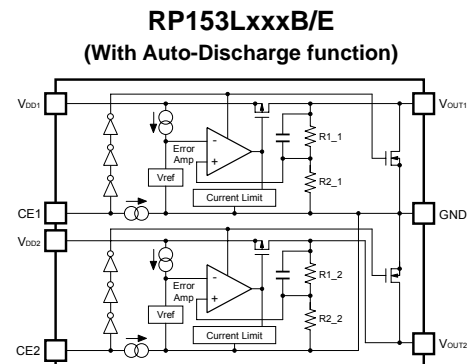 RP153LxxxB/E
(With Auto-Discharge function)
VDD1
VOUT1
Error
Amp
-
+
R1_1
Vref
R2_1
Current Limit
CE1
GND
VDD2
Error
Amp
-
+
R1_2
Vref
R2_2
Current Limit
CE2
VOUT2